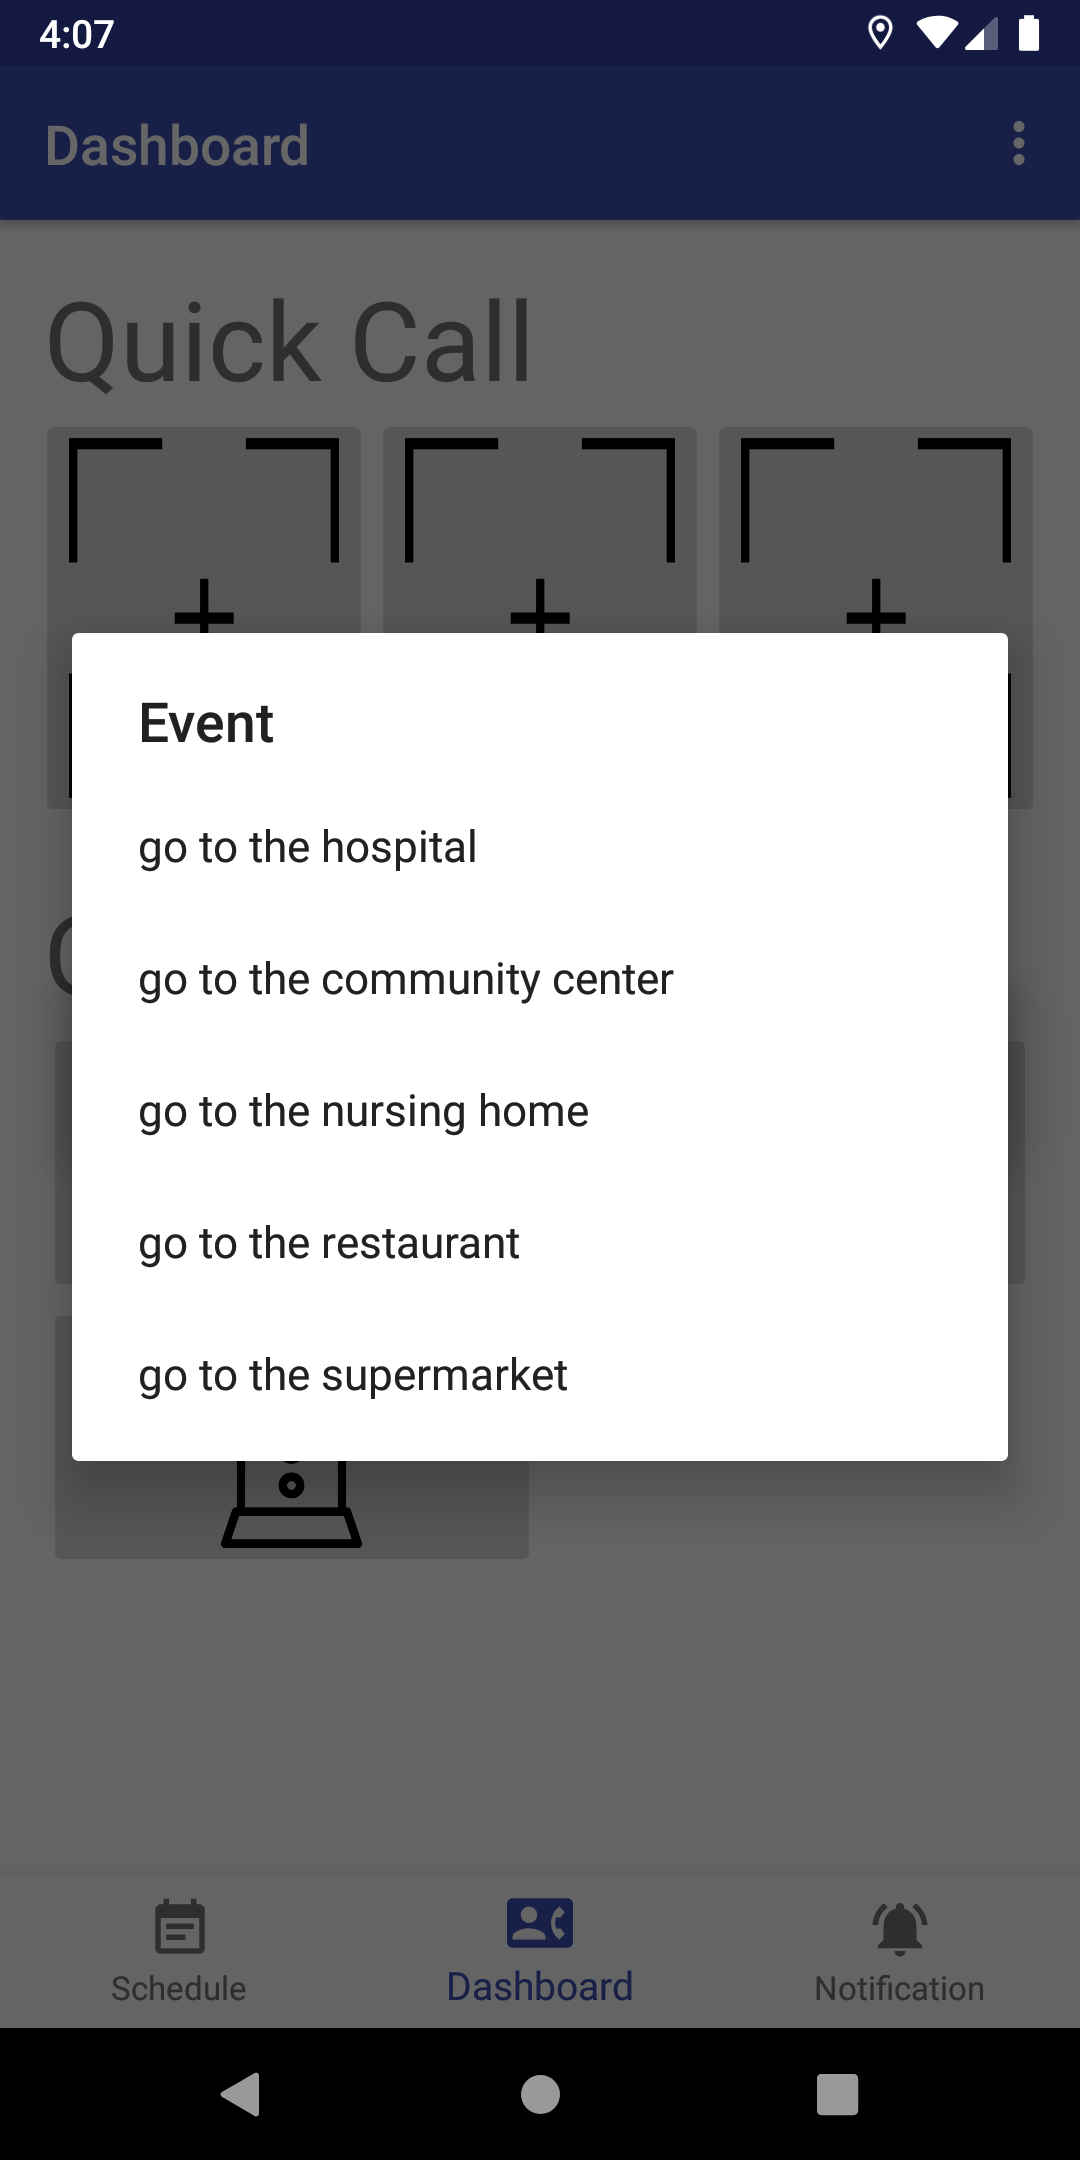 4:07
Dashboard
Quick Call
Event
go to the hospital
go to the community center
go to the nursing home
go to the restaurant
go to the supermarket
Schedule
Dashboard
Notification